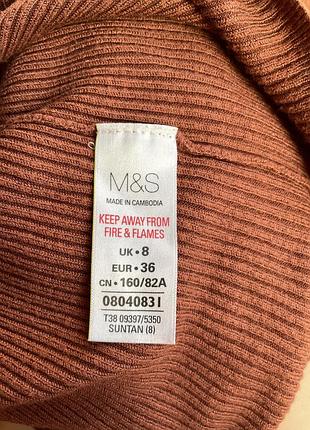 M&S
MADE IN CAMBODIA
KEEP AWAY FROM
FIRE & FLAMES
UK • 8
EUR • 36
CN • 160/82A
08040831
T38 09397/5350
SUNTAN (8)